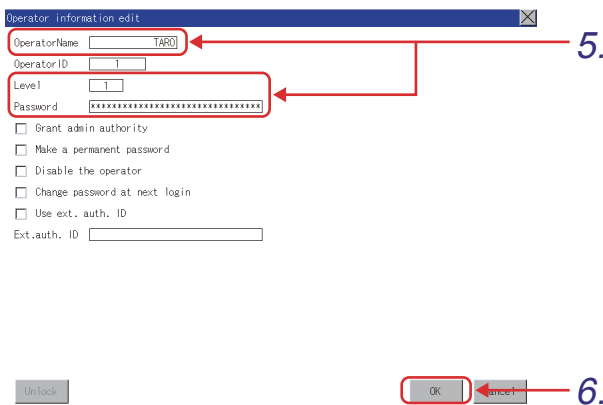 Operator information edit
OperatorName TARO
5.
OperatorID 1
Level 1
Password ********************************
Grant admin authority
Make a permanent password
Disable the operator
Change password at next login
Use ext. auth. ID
Ext.auth. ID
Unlock OK Cancel
6.